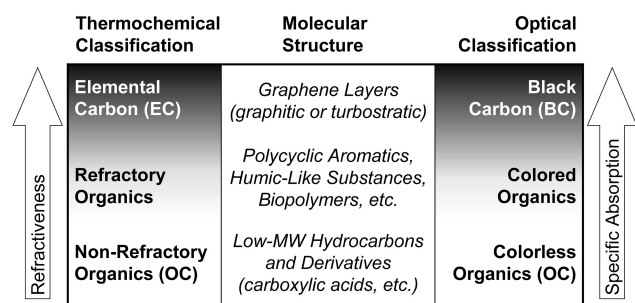 Thermochemical
Classification
Molecular
Structure
Optical
Classification
Refractiveness
Elemental
Carbon (EC)
Graphene Layers
(graphitic or turbostratic)
Black
Carbon (BC)
Refractory
Organics
Polycyclic Aromatics,
Humic-Like Substances,
Biopolymers, etc.
Colored
Organics
Non-Refractory
Organics (OC)
Low-MW Hydrocarbons
and Derivatives
(carboxylic acids, etc.)
Colorless
Organics (OC)
Specific Absorption